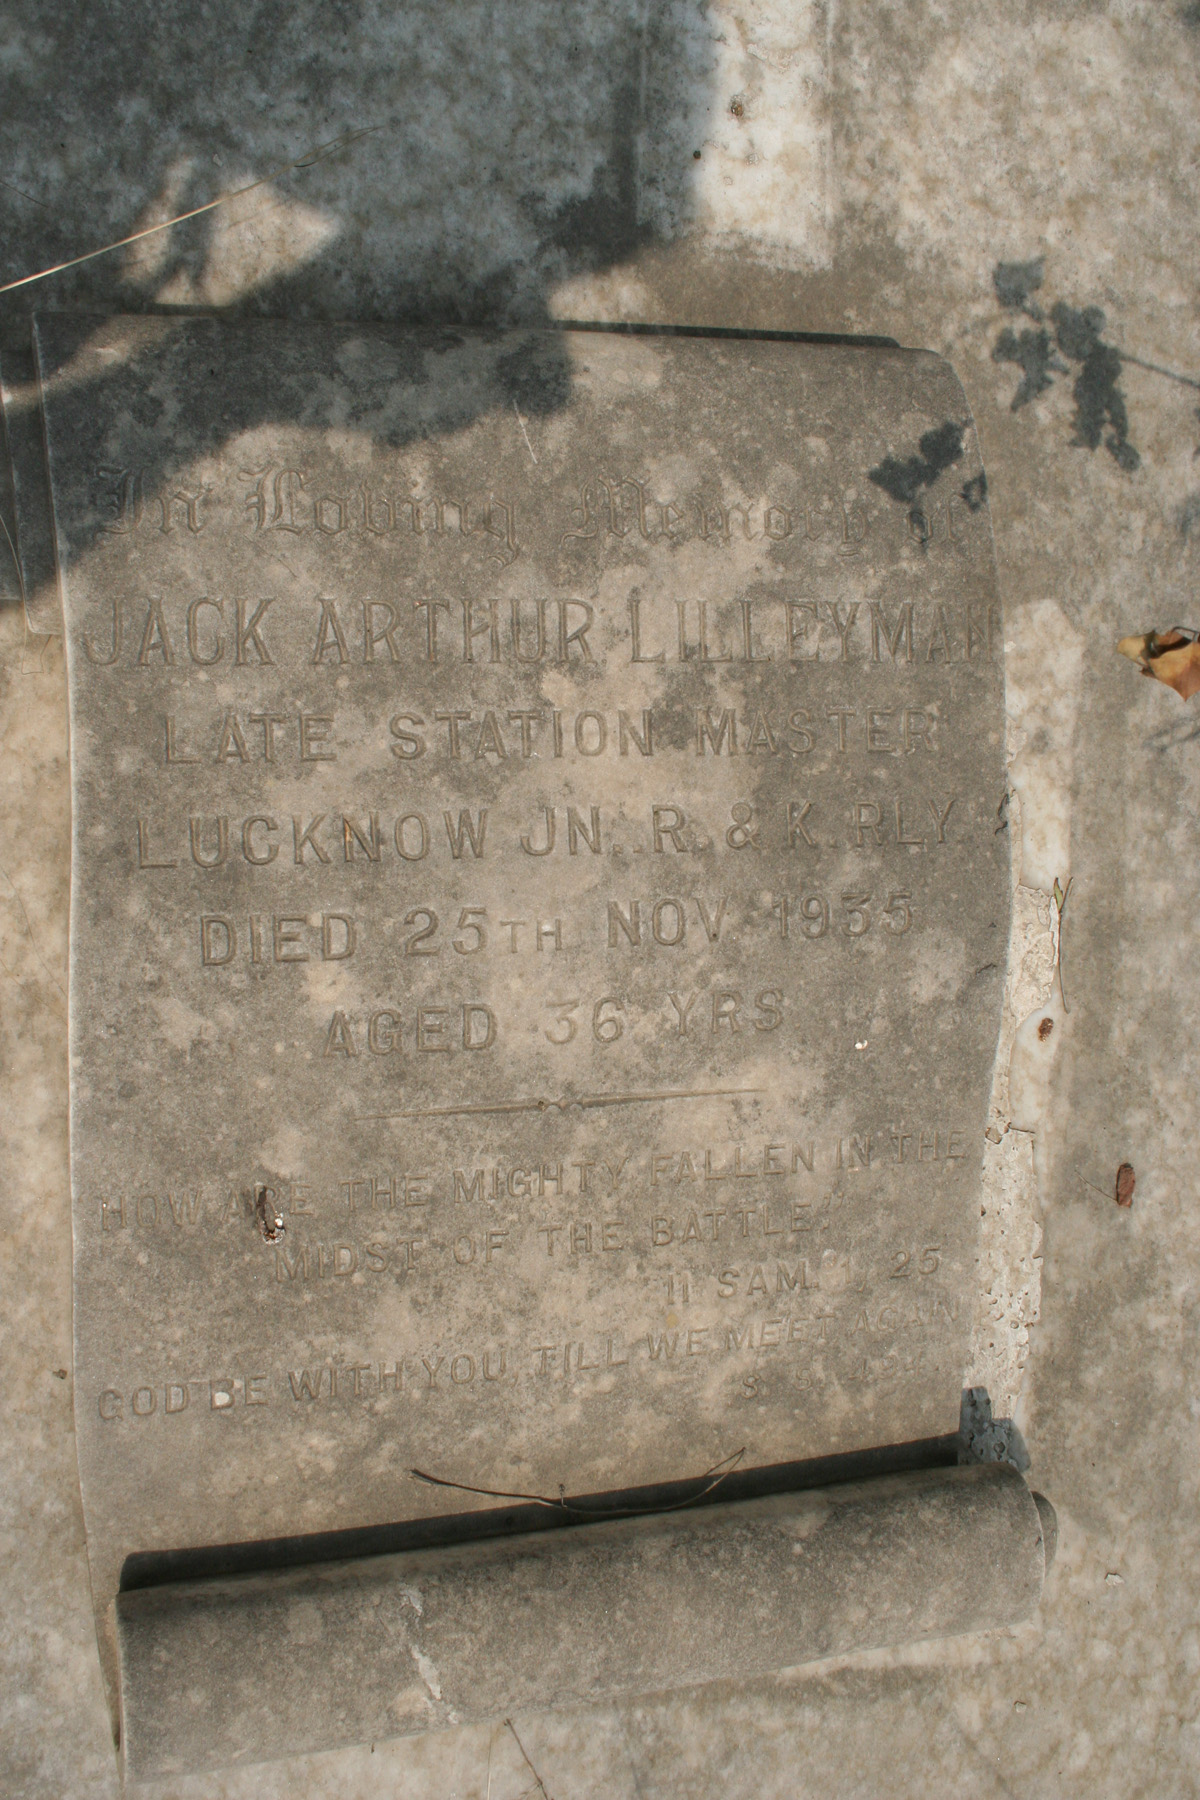 In Loving Memory of
JACK ARTHUR LILLEYMAN
LATE STATION MASTER
LUCKNOW JN. R. & K. RLY.
DIED 25TH NOV 1935
AGED 36 YRS
HOW ARE THE MIGHTY FALLEN IN THE
MIDST OF THE BATTLE."
II SAM. 1, 25
GOD BE WITH YOU, TILL WE MEET AGAIN
S. S.